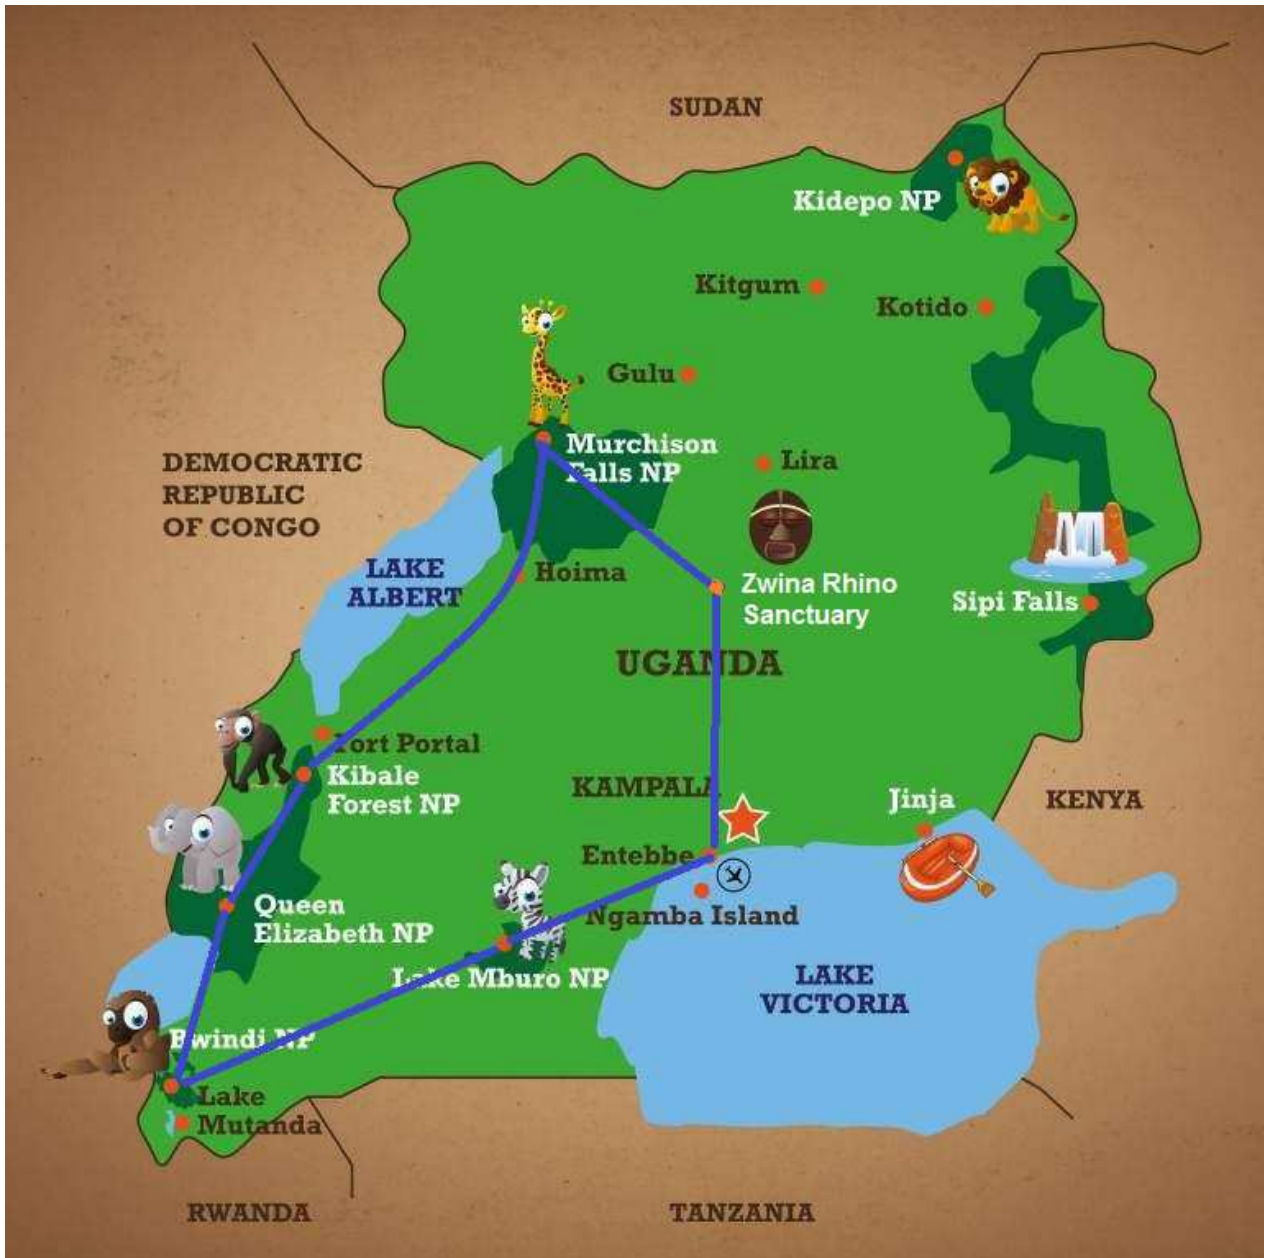 SUDAN
Kidepo NP
Kitgum
Kotido
Gulu
Murchison
Falls NP
Lira
DEMOCRATIC
REPUBLIC
OF CONGO
LAKE
ALBERT
Hoima
Zwina Rhino
Sanctuary
Sipi Falls
UGANDA
Fort Portal
Kibale
Forest NP
KAMPALA
Jinja
KENYA
Entebbe
Queen
Elizabeth NP
Ngamba Island
Lake Mburo NP
LAKE
VICTORIA
Bwindi NP
Lake
Mutanda
RWANDA
TANZANIA